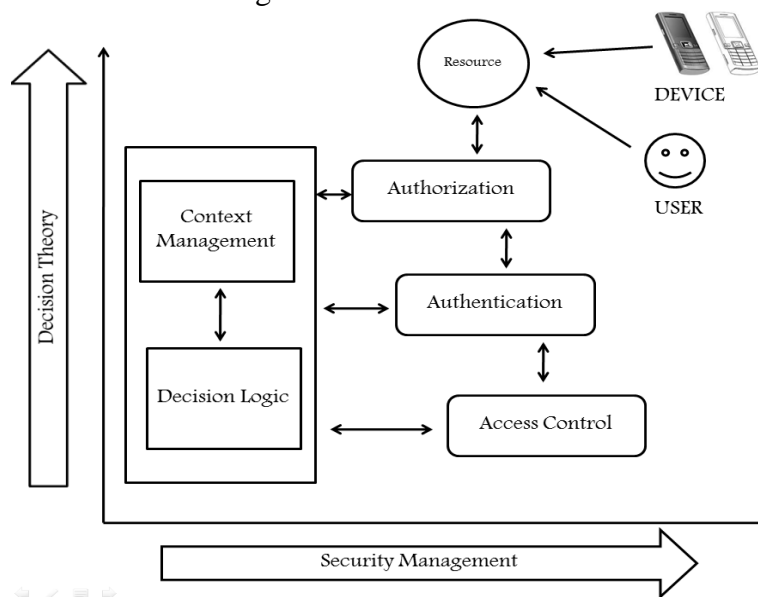 Resource
DEVICE
USER
Authorization
Context
Management
Authentication
Decision Logic
Access Control
Decision Theory
Security Management